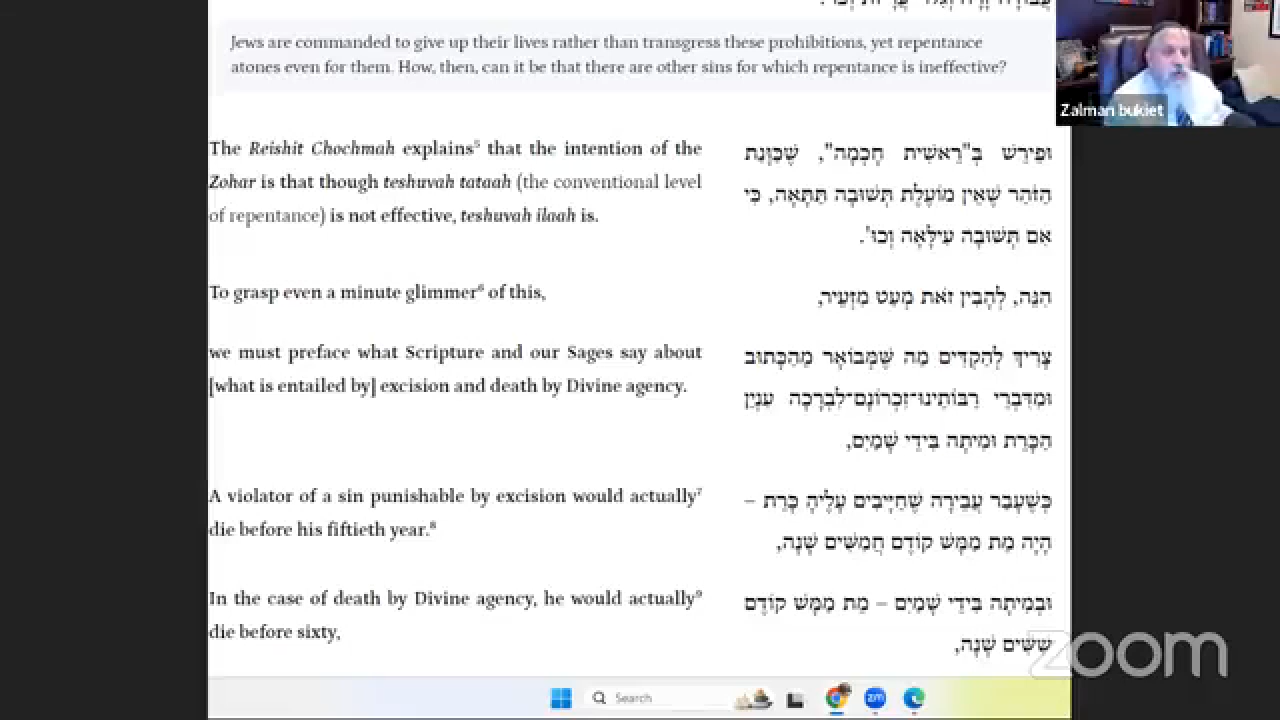 Jews are commanded to give up their lives rather than transgress these prohibitions, yet repentance
atones even for them. How, then, can it be that there are other sins for which repentance is ineffective?
Zalman bukiet
The Reishit Chochmah explains⁵ that the intention of the
Zohar is that though teshuvah tataah (the conventional level
of repentance) is not effective, teshuvah ilaah is.
וּפֵירֵשׁ בְּ"רֵאשִׁית חָכְמָה", שֶׁכַּוָּנַת
הַזֹּהַר שֶׁאֵין מוֹעֶלֶת תְּשׁוּבָה תַּתָּאָה, כִּי
אִם תְּשׁוּבָה עִילָּאָה וְכוּ'.
To grasp even a minute glimmer⁶ of this,
הִנֵּה, לְהָבִין זֹאת מְעַט מִזְּעֵיר,
we must preface what Scripture and our Sages say about
[what is entailed by] excision and death by Divine agency.
צָרִיךְ לְהַקְדִּים מַה שֶּׁמְּבוֹאָר מֵהַכָּתוּב
וּמִדִּבְרֵי רַבּוֹתֵינוּ־זִכְרוֹנָם־לִבְרָכָה עִנְיַן
הַכָּרֵת וּמִיתָה בִּידֵי שָׁמַיִם,
A violator of a sin punishable by excision would actually⁷
die before his fiftieth year.⁸
כְּשֶׁעָבַר עֲבֵירָה שֶׁחַיָּיבִים עָלֶיהָ כָּרֵת –
הָיָה מֵת מַמָּשׁ קוֹדֶם חֲמִשִּׁים שָׁנָה,
In the case of death by Divine agency, he would actually⁹
die before sixty,
וּבְמִיתָה בִּידֵי שָׁמַיִם – מֵת מַמָּשׁ קוֹדֶם
שִׁשִּׁים שָׁנָה,
zoom
Search
zm